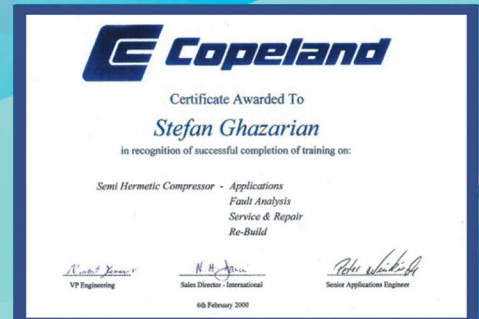 Copeland
Certificate Awarded To
Stefan Ghazarian
in recognition of successful completion of training on:
Semi Hermetic Compressor - Applications
Fault Analysis
Service & Repair
Re-Build
VP Engineering
Sales Director - International
Senior Applications Engineer
6th February 2000